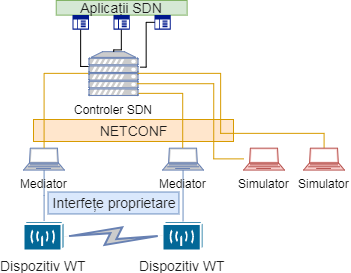 Aplicatii SDN
Controler SDN
NETCONF
Mediator
Mediator
Simulator
Simulator
Interfețe proprietare
Dispozitiv WT
Dispozitiv WT